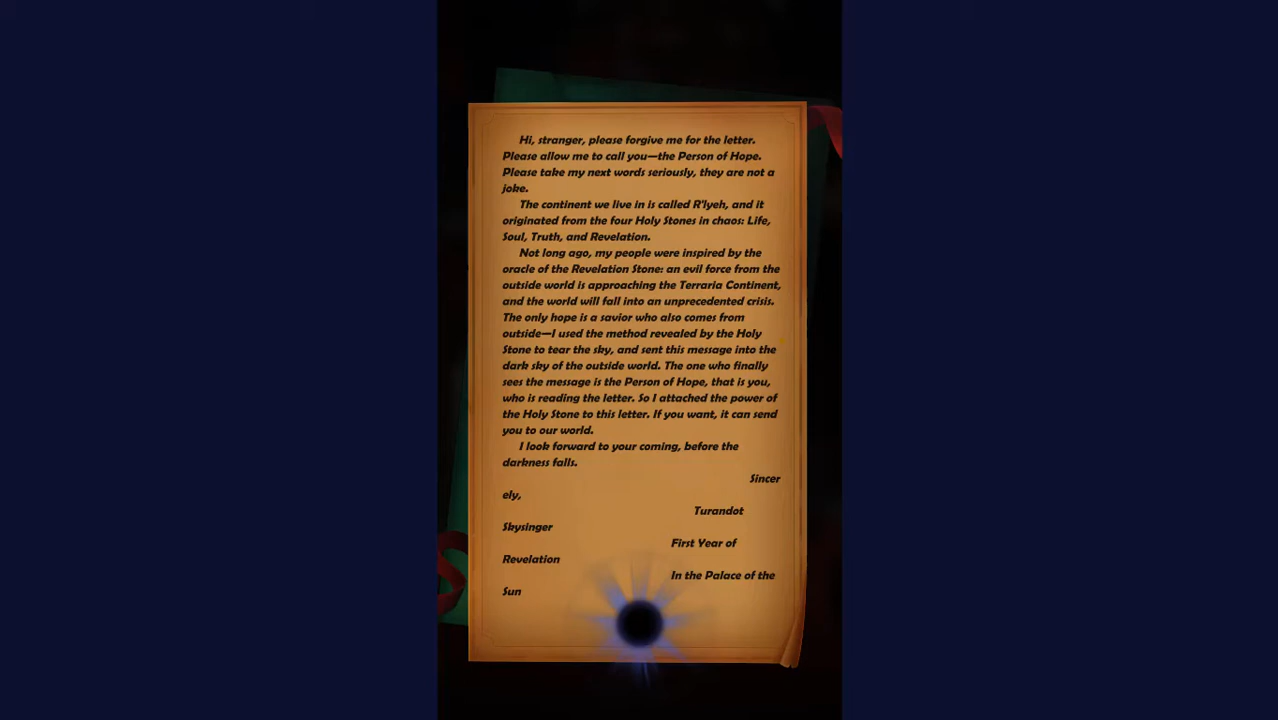 Hi, stranger, please forgive me for the letter.
Please allow me to call you—the Person of Hope.
Please take my next words seriously, they are not a
joke.
The continent we live in is called R'lyeh, and it
originated from the four Holy Stones in chaos: Life,
Soul, Truth, and Revelation.
Not long ago, my people were inspired by the
oracle of the Revelation Stone: an evil force from the
outside world is approaching the Terrarla Continent,
and the world will fall into an unprecedented crisis.
The only hope is a savior who also comes from
outside—I used the method revealed by the Holy
Stone to tear the sky, and sent this message into the
dark sky of the outside world. The one who finally
sees the message is the Person of Hope, that is you,
who is reading the letter. So I attached the power of
the Holy Stone to this letter. If you want, it can send
you to our world.
I look forward to your coming, before the
darkness falls.
Sincer
ely,
Turandot
Skysinger
First Year of
Revelation
In the Palace of the
Sun